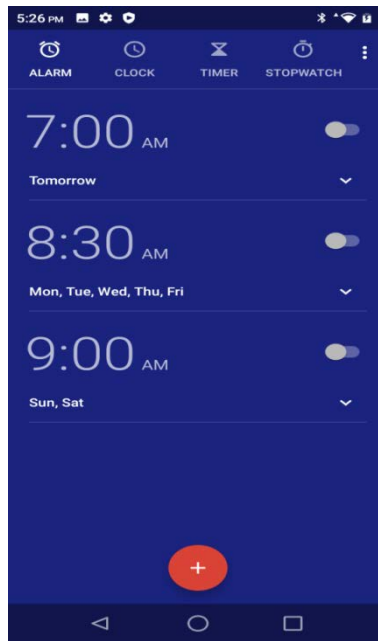 5:26 PM
ALARM CLOCK TIMER STOPWATCH
7:00 AM
Tomorrow
8:30 AM
Mon, Tue, Wed, Thu, Fri
9:00 AM
Sun, Sat